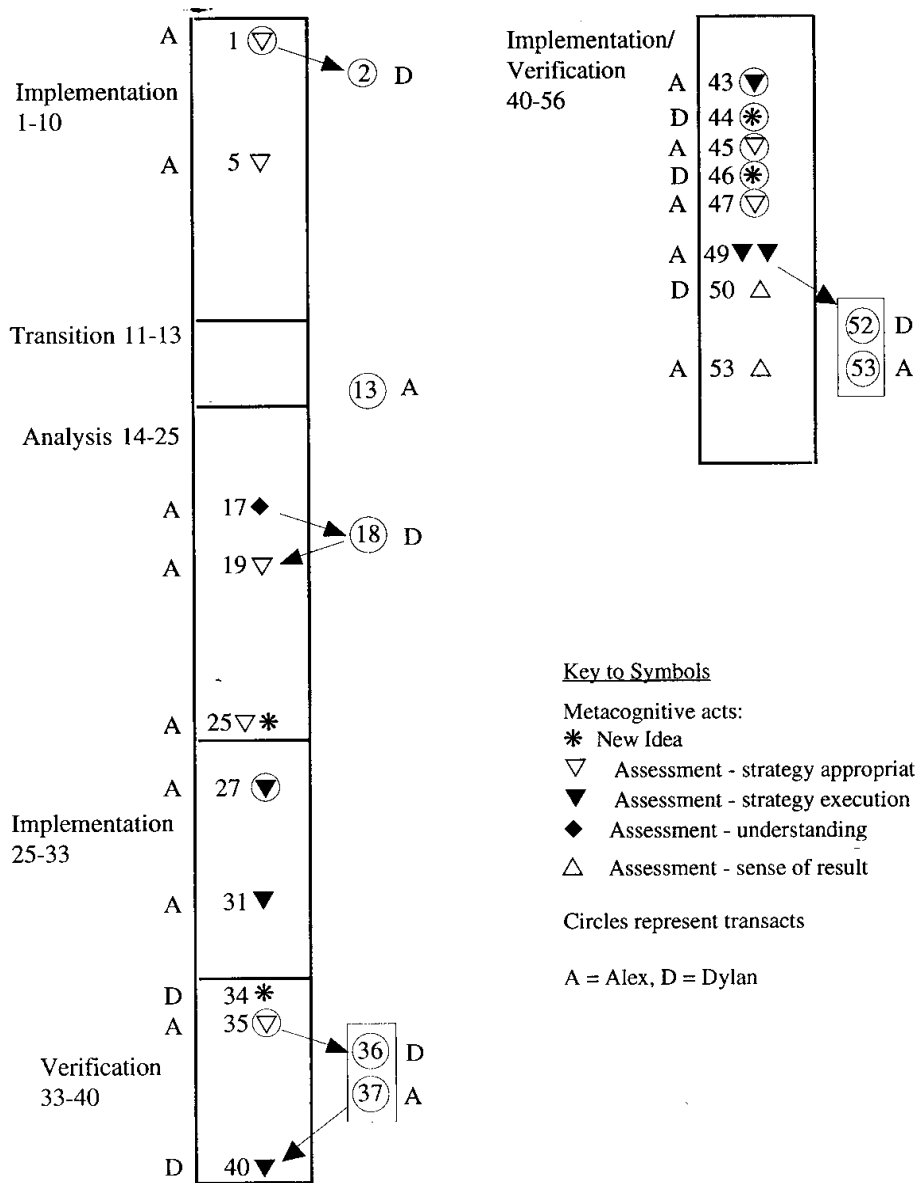 A 1
2 D
Implementation
1-10
A 5
Transition 11-13
13 A
Analysis 14-25
A 17
18 D
A 19
A 25
A 27
Implementation
25-33
A 31
D 34
A 35
36 D
Verification
33-40
37 A
D 40
Implementation/
Verification
40-56
A 43
D 44
A 45
D 46
A 47
A 49
D 50
52 D
A 53
53 A
Key to Symbols
Metacognitive acts:
New Idea
Assessment - strategy appropriat
Assessment - strategy execution
Assessment - understanding
Assessment - sense of result
Circles represent transacts
A = Alex, D = Dylan